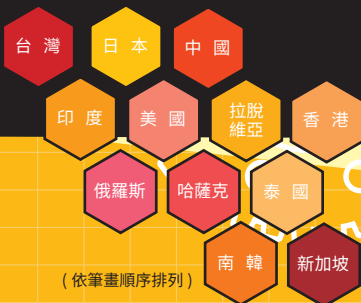 台灣
日本
中國
印度
美國
拉脫
維亞
香港
俄羅斯
哈薩克
泰國
南韓
新加坡
(依筆畫順序排列)